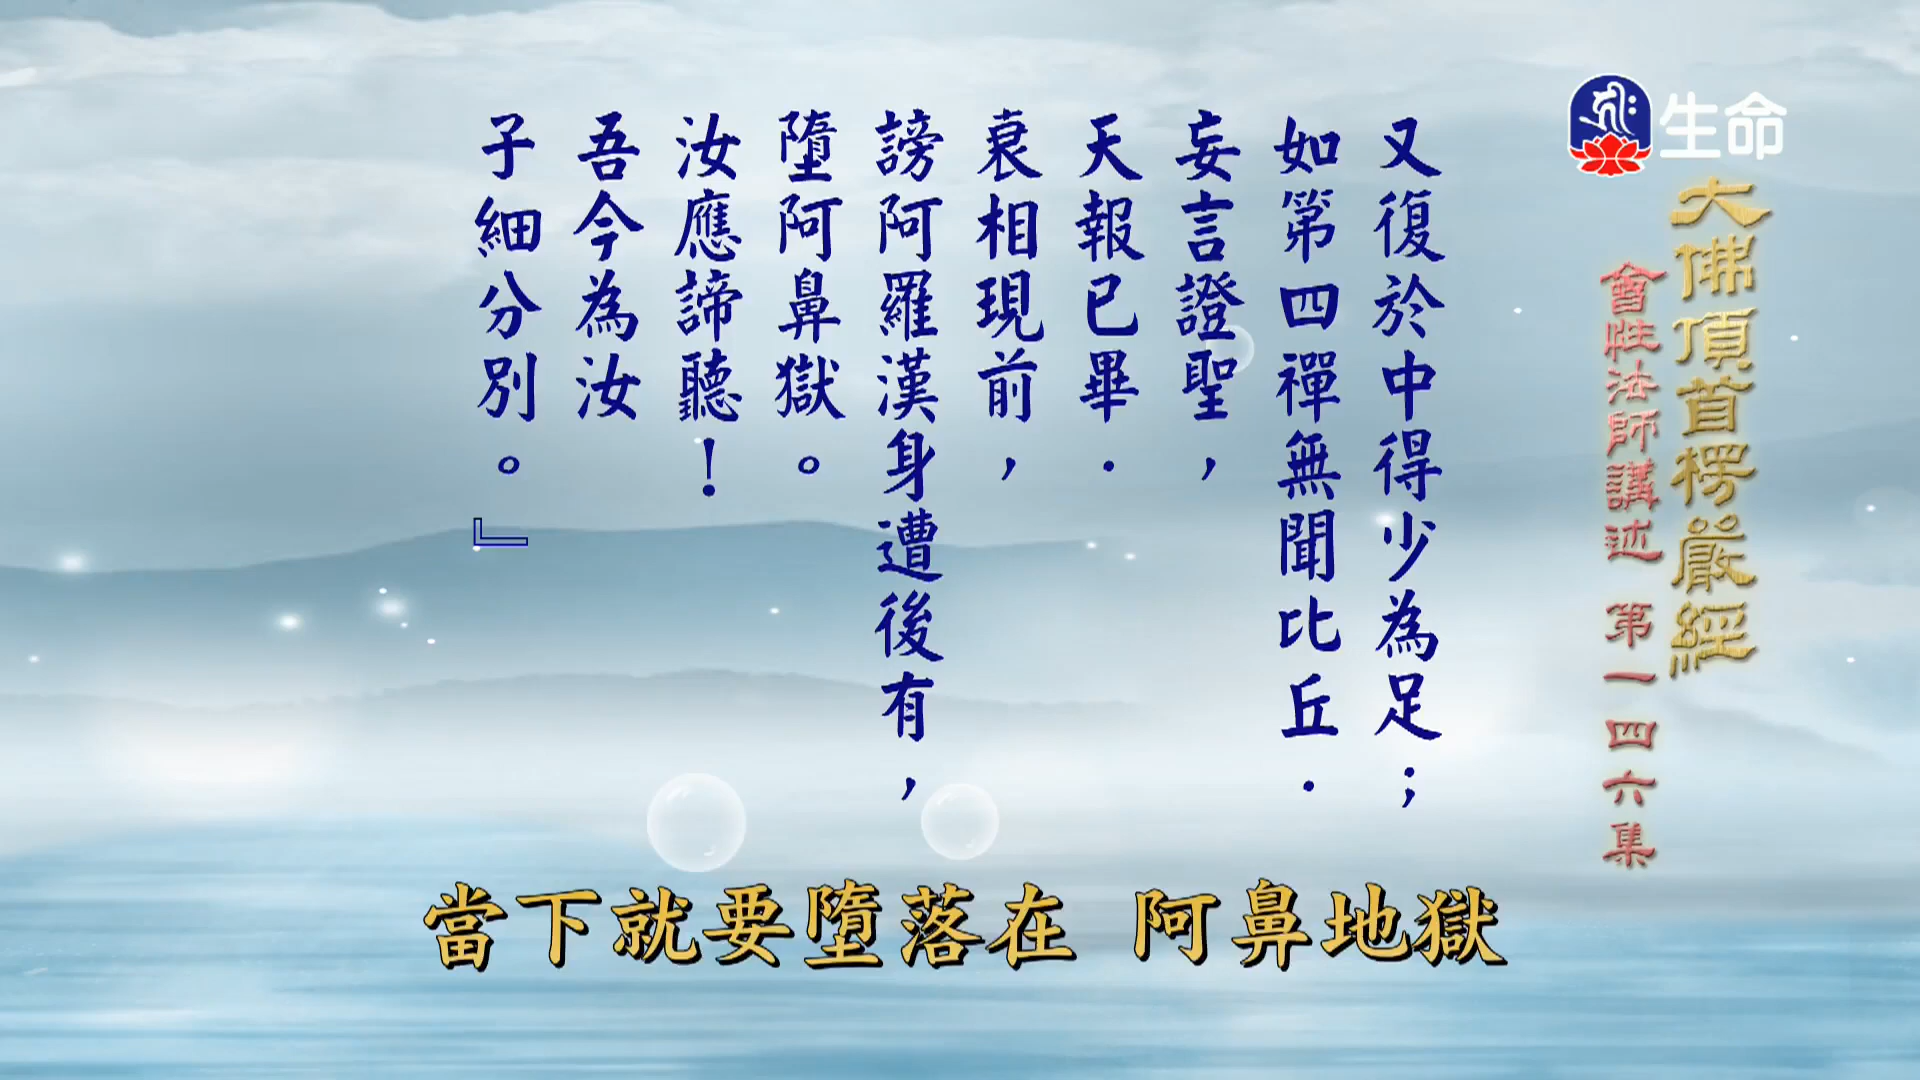 生命
大佛頂首楞嚴經
會性法師講述 第一四六集
又復於中得少為足；
如第四禪無聞比丘．
妄言證聖，
天報已畢．
衰相現前，
謗阿羅漢身遭後有，
墮阿鼻獄。
汝應諦聽！
吾今為汝
子細分別。』
當下就要墮落在 阿鼻地獄